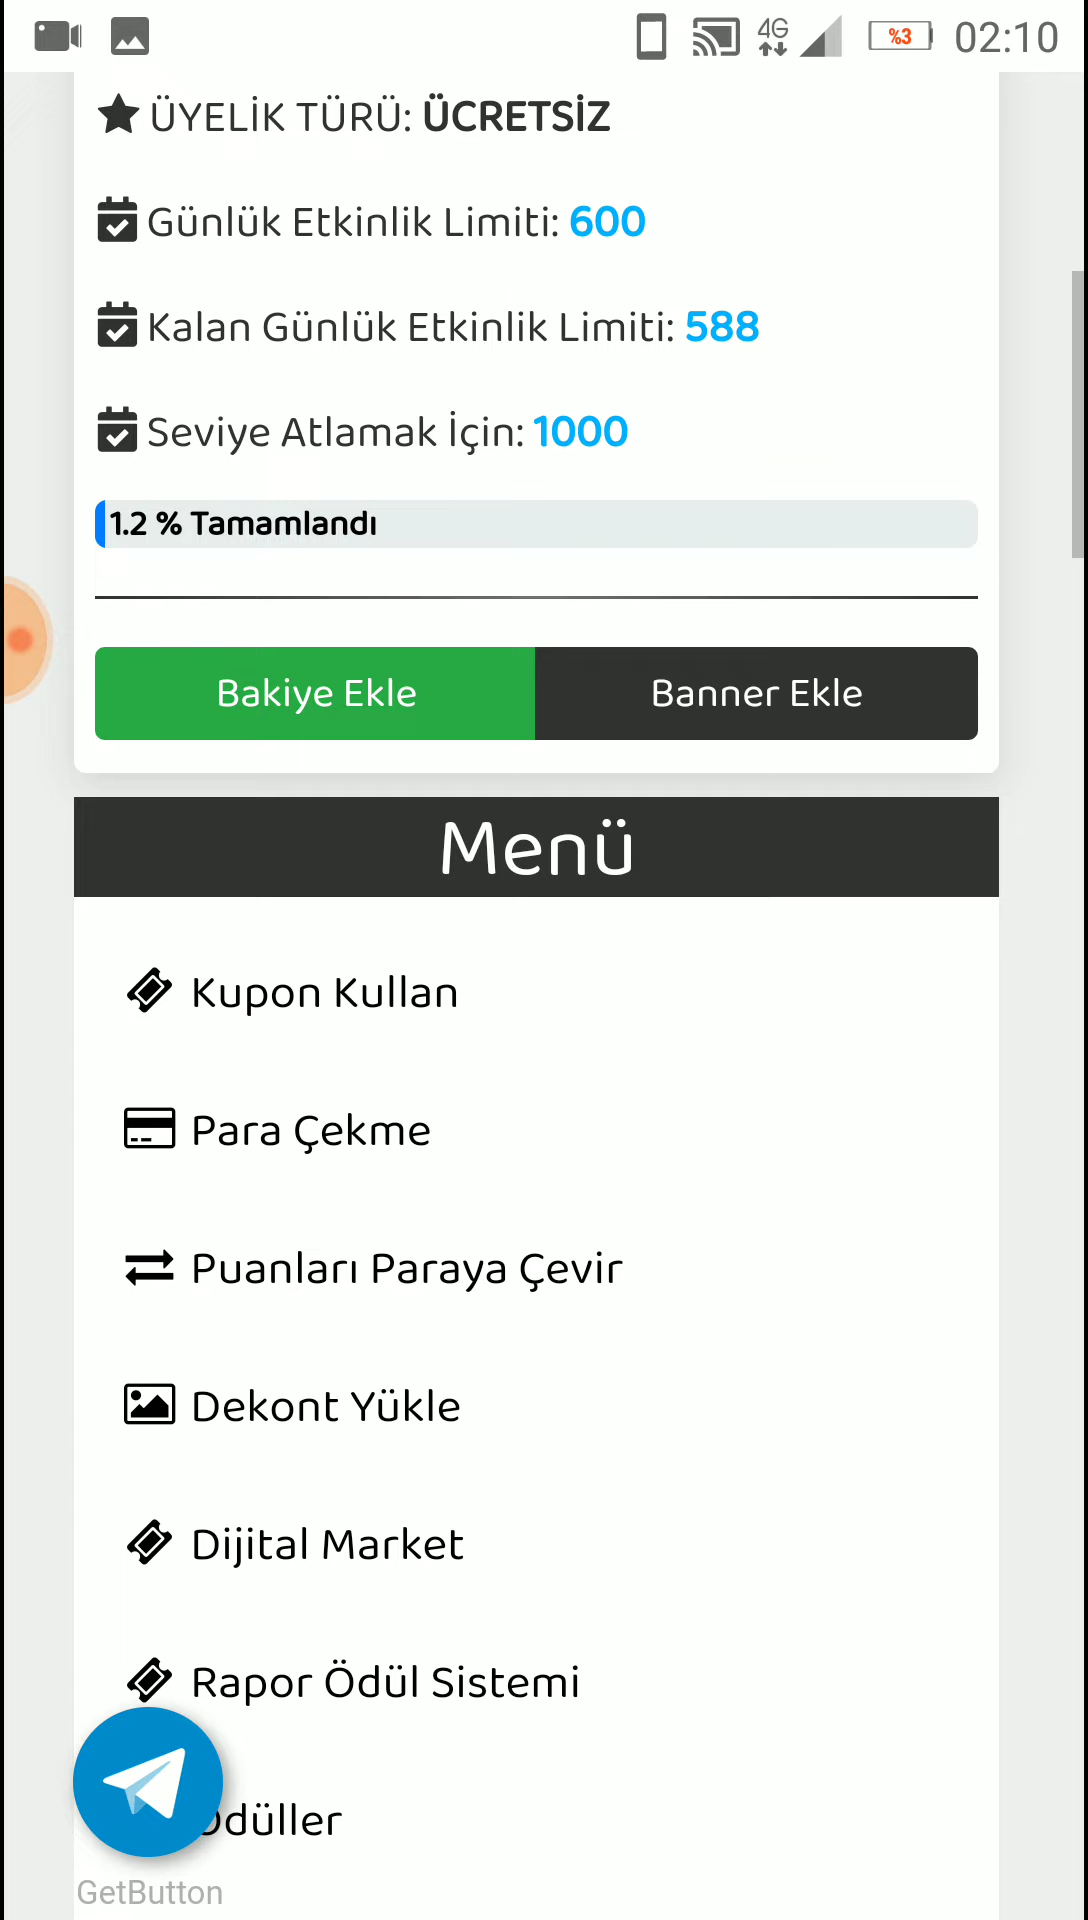 4G %3 02:10
ÜYELİK TÜRÜ: ÜCRETSİZ
Günlük Etkinlik Limiti: 600
Kalan Günlük Etkinlik Limiti: 588
Seviye Atlamak İçin: 1000
1.2 % Tamamlandı
Bakiye Ekle Banner Ekle
Menü
Kupon Kullan
Para Çekme
Puanları Paraya Çevir
Dekont Yükle
Dijital Market
Rapor Ödül Sistemi
Ödüller
GetButton